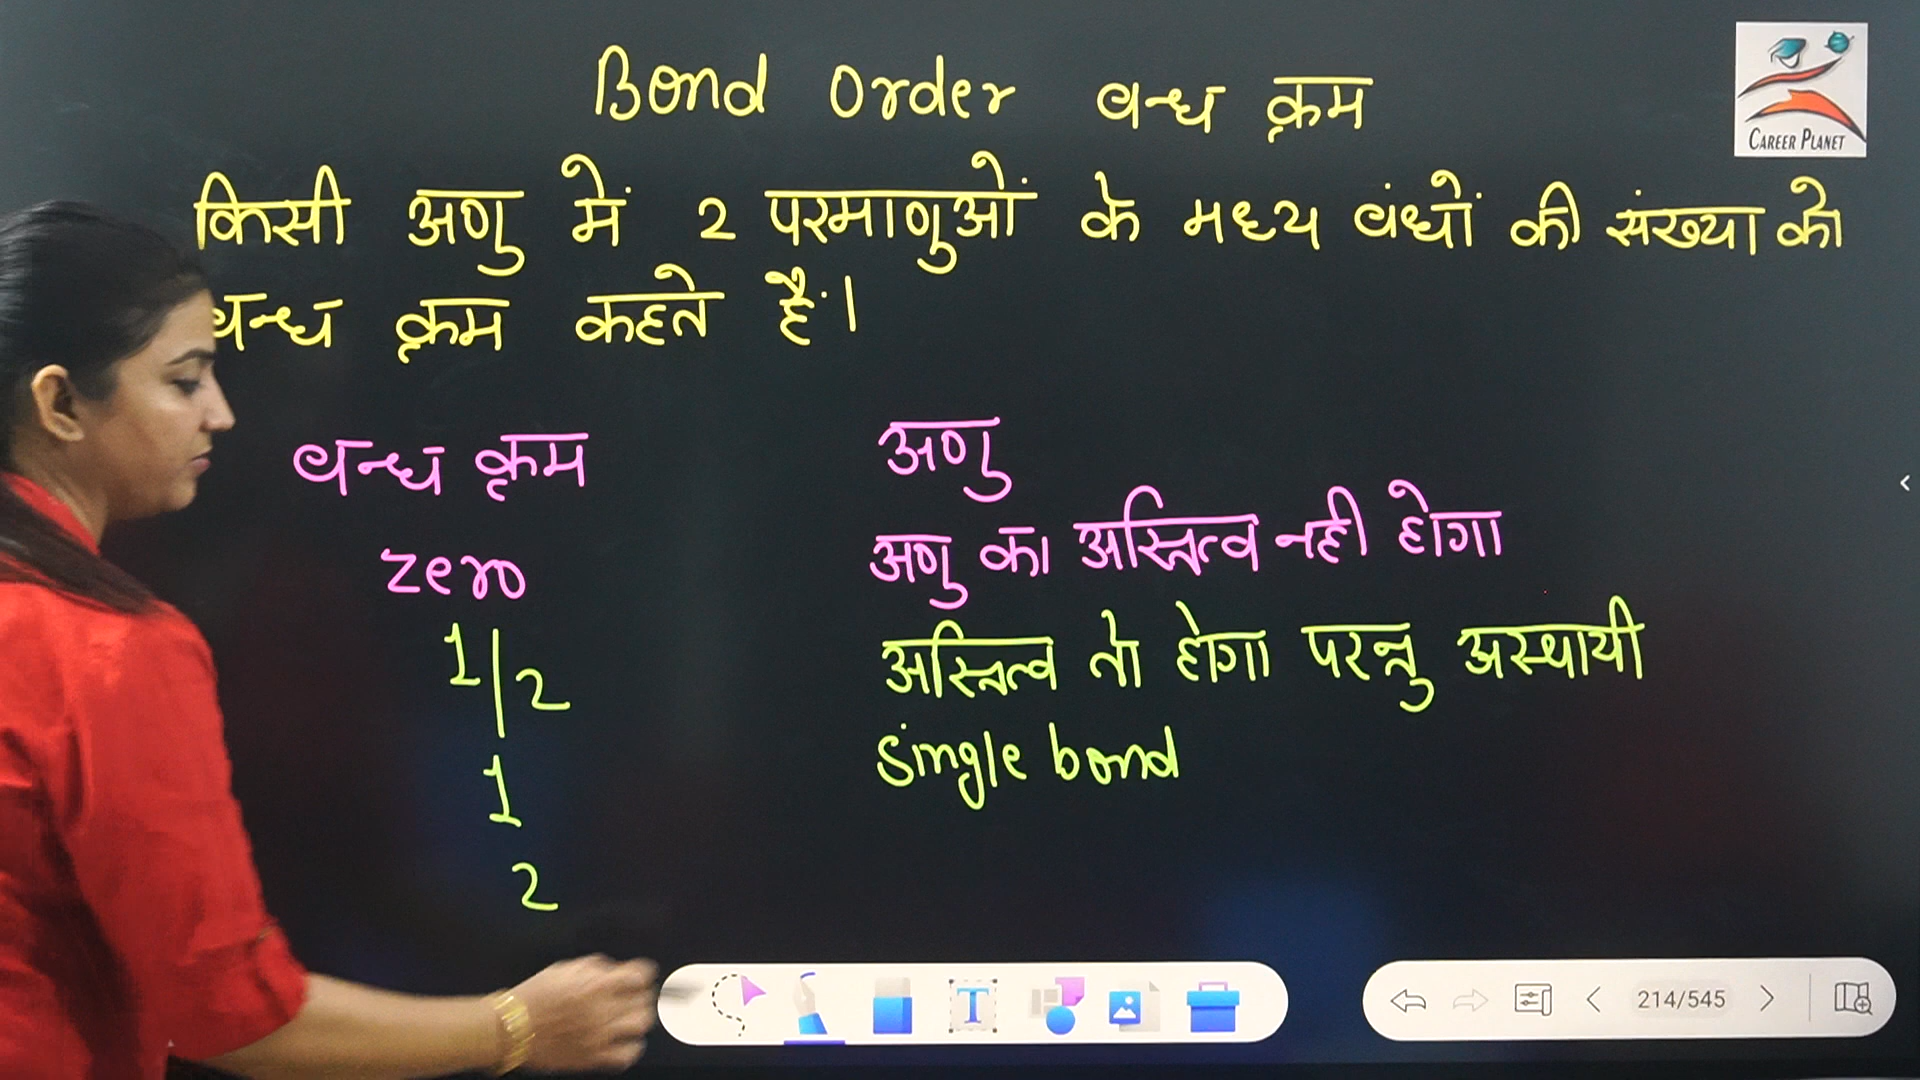 Bond Order बन्ध क्रम
CAREER PLANET
किसी अणु में 2 परमाणुओं के मध्य बंधों की संख्या को
बन्ध क्रम कहते हैं।
बन्ध क्रम अणु
zero अणु का अस्तित्व नही होगा
1/2 अस्तित्व तो होगा परन्तु अस्थायी
1 single bond
2
T
214/545